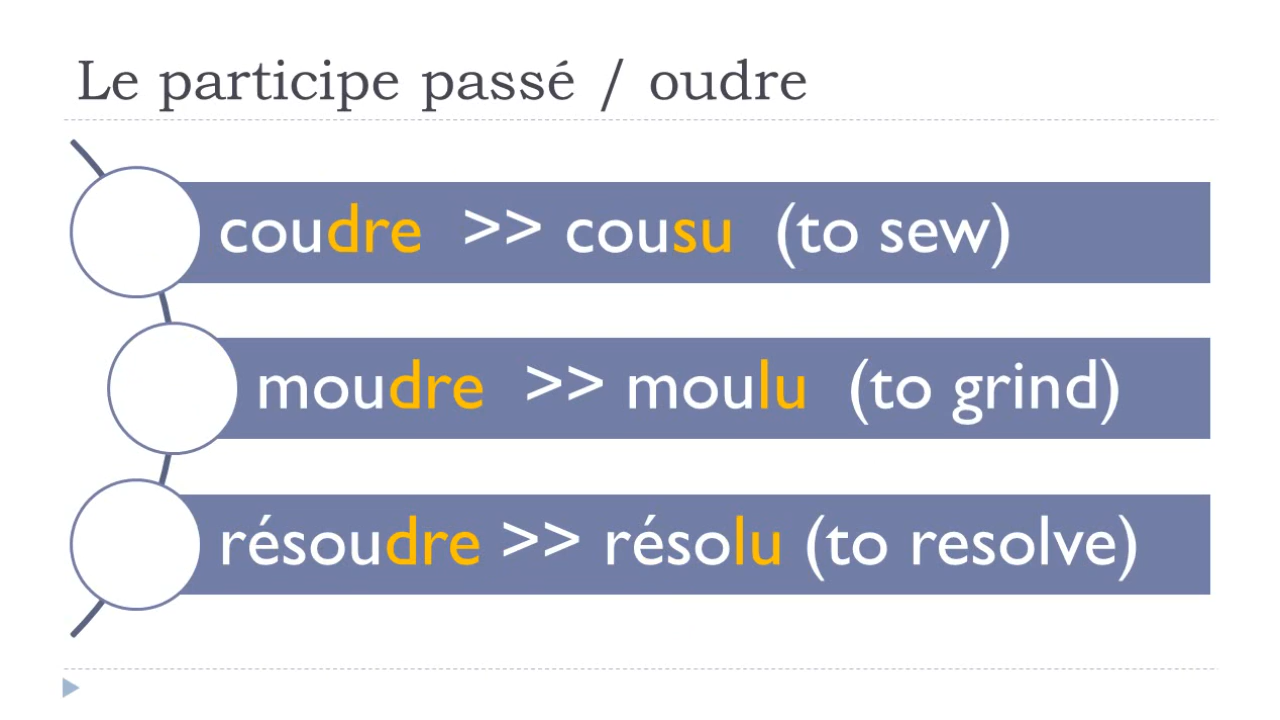 Le participe passé / oudre
coudre >> cousu (to sew)
moudre >> moulu (to grind)
résoudre >> résolu (to resolve)